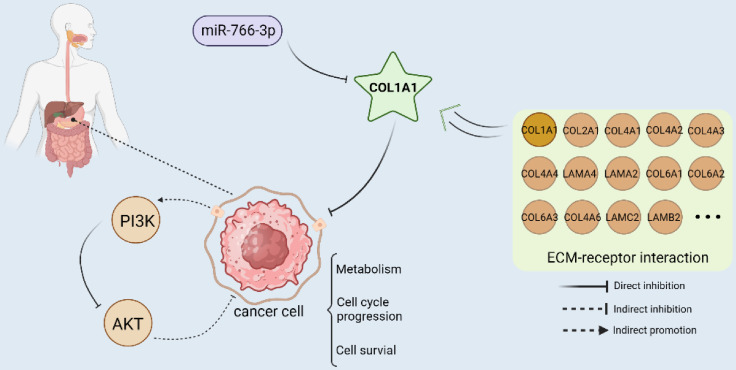 miR-766-3p
COL1A1
COL1A1 COL2A1 COL4A1 COL4A2 COL4A3
COL4A4 LAMA4 LAMA2 COL6A1 COL6A2
COL6A3 COL4A6 LAMC2 LAMB2 •••
ECM-receptor interaction
PI3K
AKT
cancer cell
Metabolism
Cell cycle
progression
Cell survial
Direct inhibition
Indirect inhibition
Indirect promotion